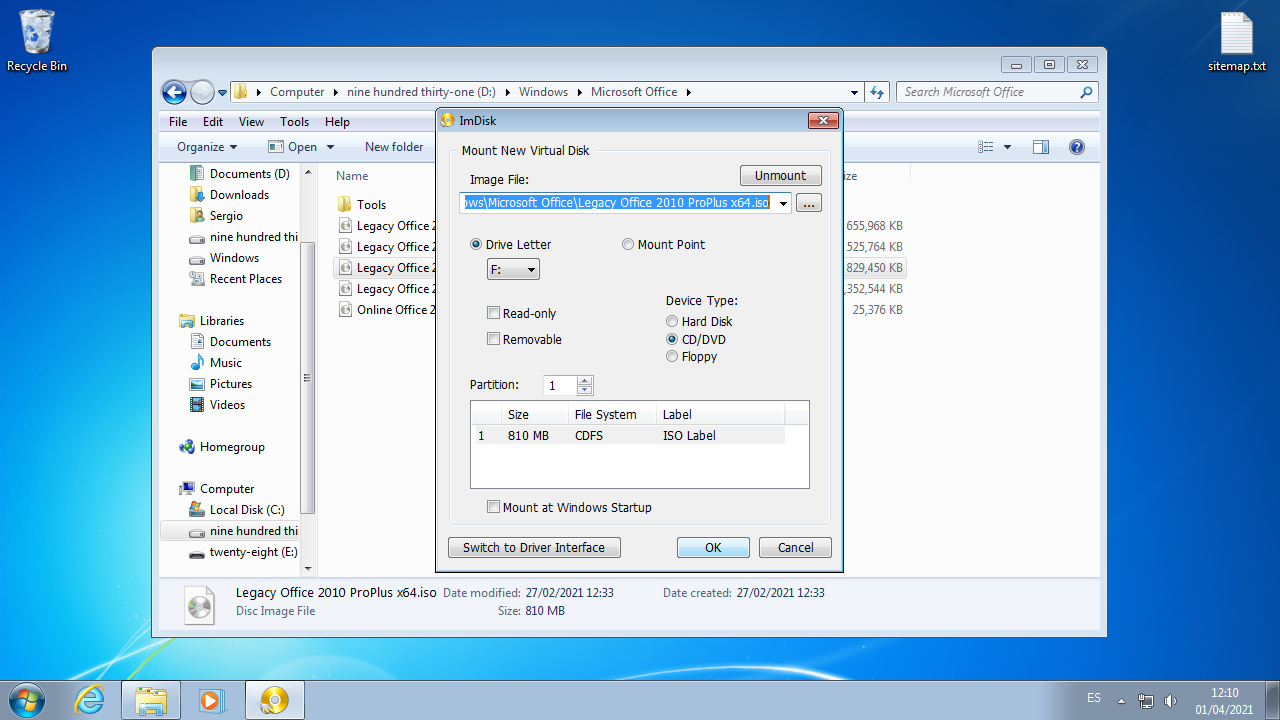 Recycle Bin
sitemap.txt
Computer
nine hundred thirty-one (D:)
Windows
Microsoft Office
Search Microsoft Office
File Edit View Tools Help
Organize
Open
New folder
Name
Documents (D)
Downloads
Sergio
nine hundred thi
Windows
Recent Places
Libraries
Documents
Music
Pictures
Videos
Homegroup
Computer
Local Disk (C:)
nine hundred thi
twenty-eight (E:)
Tools
Legacy Office 2
655,968 KB
Legacy Office 2
525,764 KB
Legacy Office 2
829,450 KB
Legacy Office 2
,352,544 KB
Online Office 2
25,376 KB
ImDisk
Mount New Virtual Disk
Image File:
Unmount
ows\Microsoft Office\Legacy Office 2010 ProPlus x64.iso
...
Drive Letter
Mount Point
F:
Read-only
Removable
Device Type:
Hard Disk
CD/DVD
Floppy
Partition:
1
Size File System Label
1 810 MB CDFS ISO Label
Mount at Windows Startup
Switch to Driver Interface
OK
Cancel
Legacy Office 2010 ProPlus x64.iso Date modified: 27/02/2021 12:33 Date created: 27/02/2021 12:33
Disc Image File Size: 810 MB
ES
12:10
01/04/2021